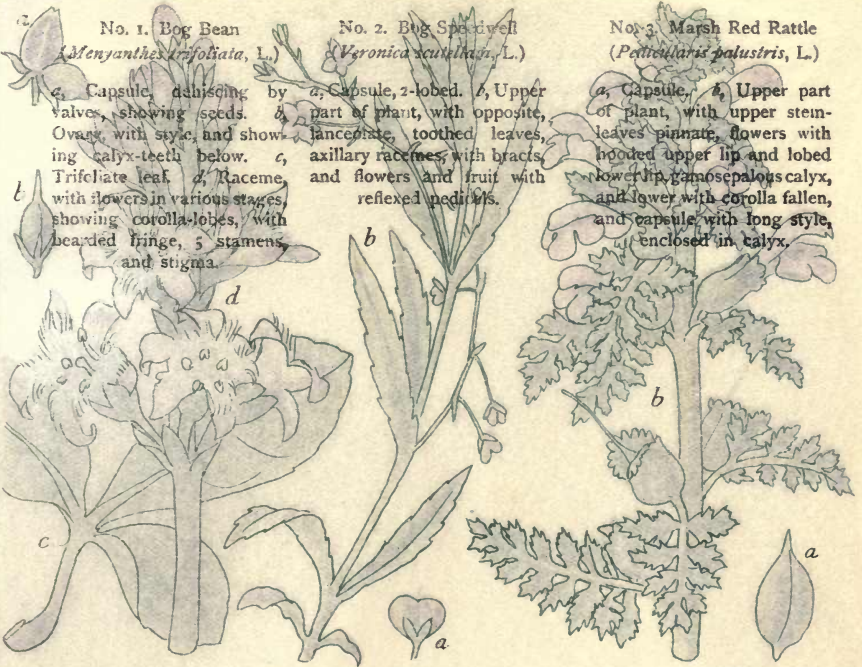 No. 1. Bog Bean
(Menyanthes trifoliata, L.)
a, Capsule, dehiscing by
valves, showing seeds. b,
Ovary with style, and show-
ing calyx-teeth below. c,
Trifoliate leaf. d, Raceme,
with flowers in various stages,
showing corolla-lobes, with
bearded fringe, 5 stamens,
and stigma.
No. 2. Bog Speedwell
(Veronica scutellata, L.)
a, Capsule, 2-lobed. b, Upper
part of plant, with opposite,
lanceolate, toothed leaves,
axillary racemes, with bracts,
and flowers and fruit with
reflexed pedicels.
No. 3. Marsh Red Rattle
(Pedicularis palustris, L.)
a, Capsule. b, Upper part
of plant, with upper stem-
leaves pinnate, flowers with
hooded upper lip and lobed
lower lip, gamosepalous calyx,
and lower with corolla fallen,
and capsule with long style,
enclosed in calyx.
a
b
d
c
b
a
b
a